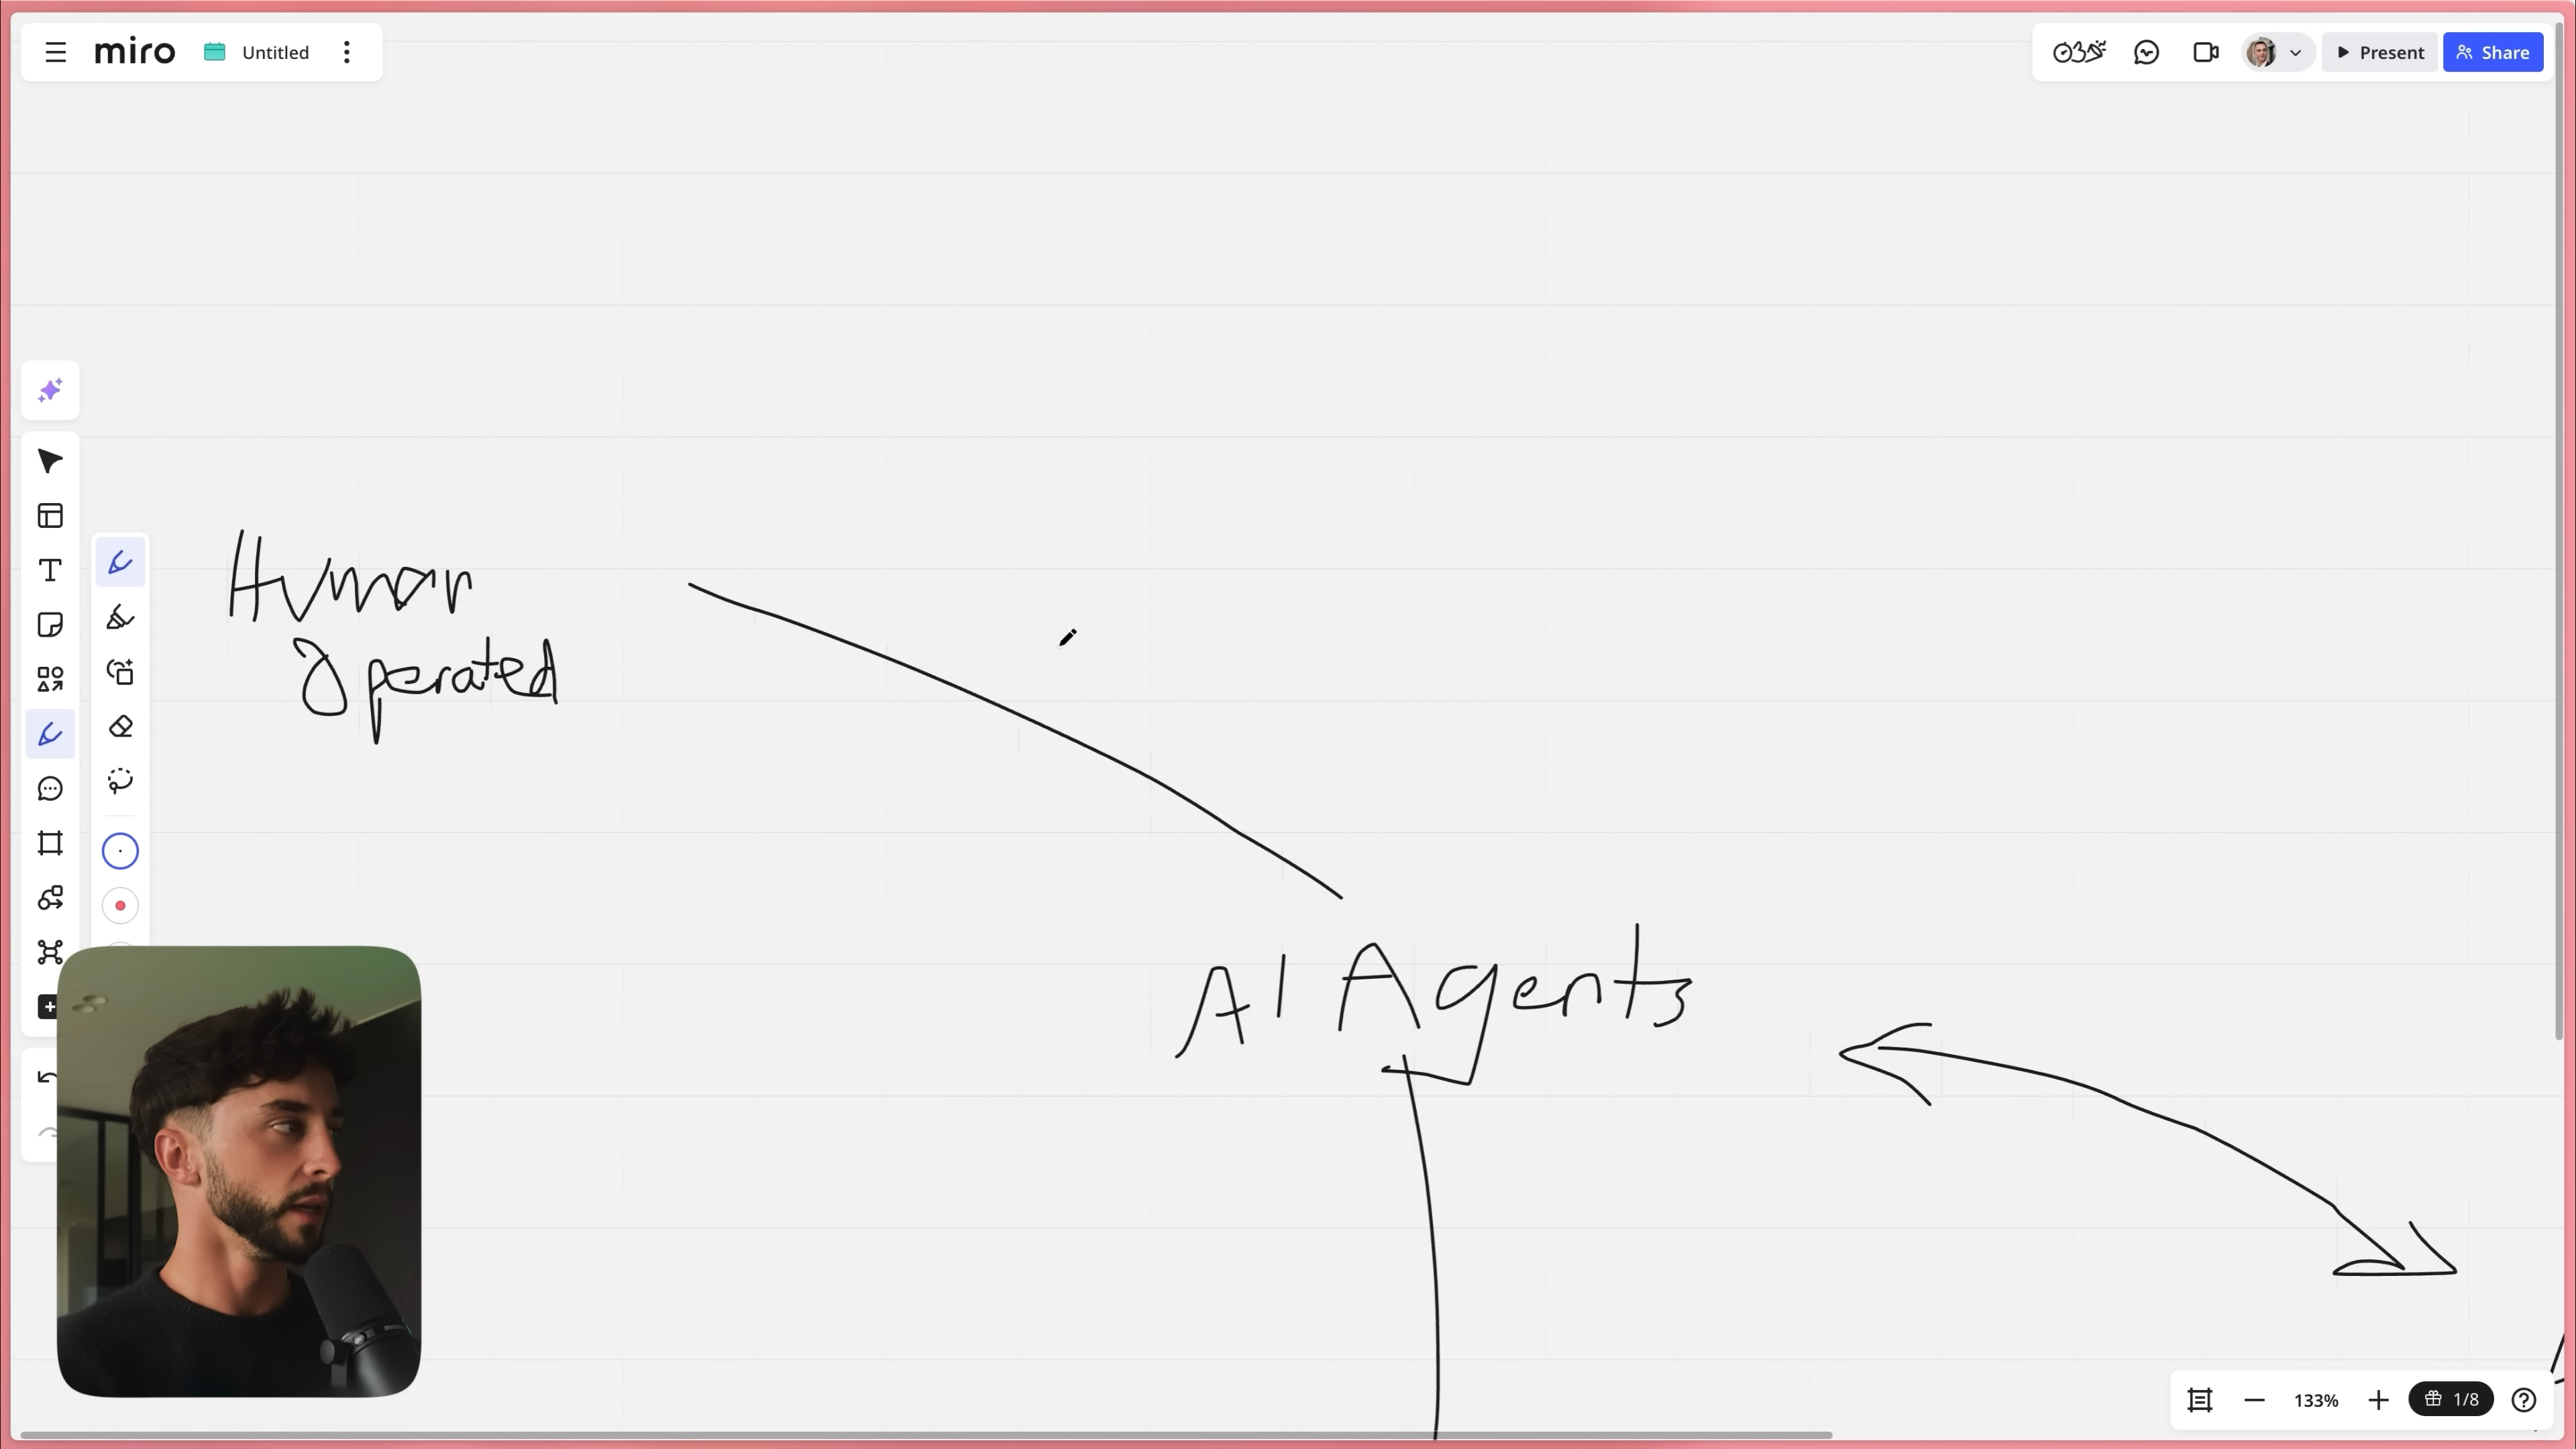 miro
Untitled
Present
Share
Human
Operated
AI Agents
133%
1/8